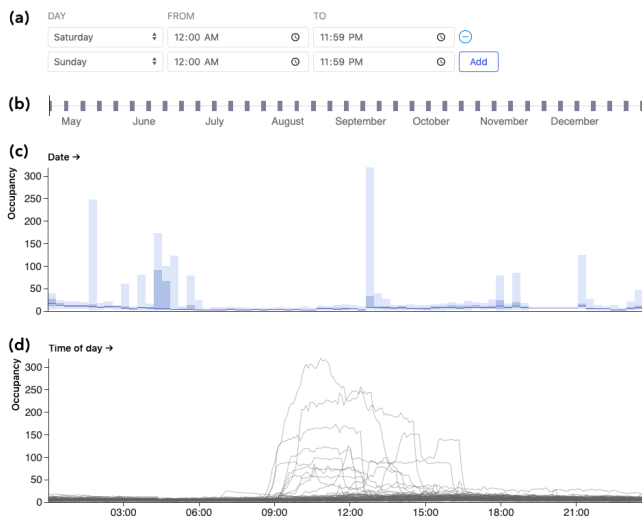 (a) DAY FROM TO
Saturday 12:00 AM 11:59 PM
Sunday 12:00 AM 11:59 PM Add
(b)
May June July August September October November December
(c) Date →
Occupancy
300
250
200
150
100
50
0
(d) Time of day →
Occupancy
300
250
200
150
100
50
0
03:00 06:00 09:00 12:00 15:00 18:00 21:00